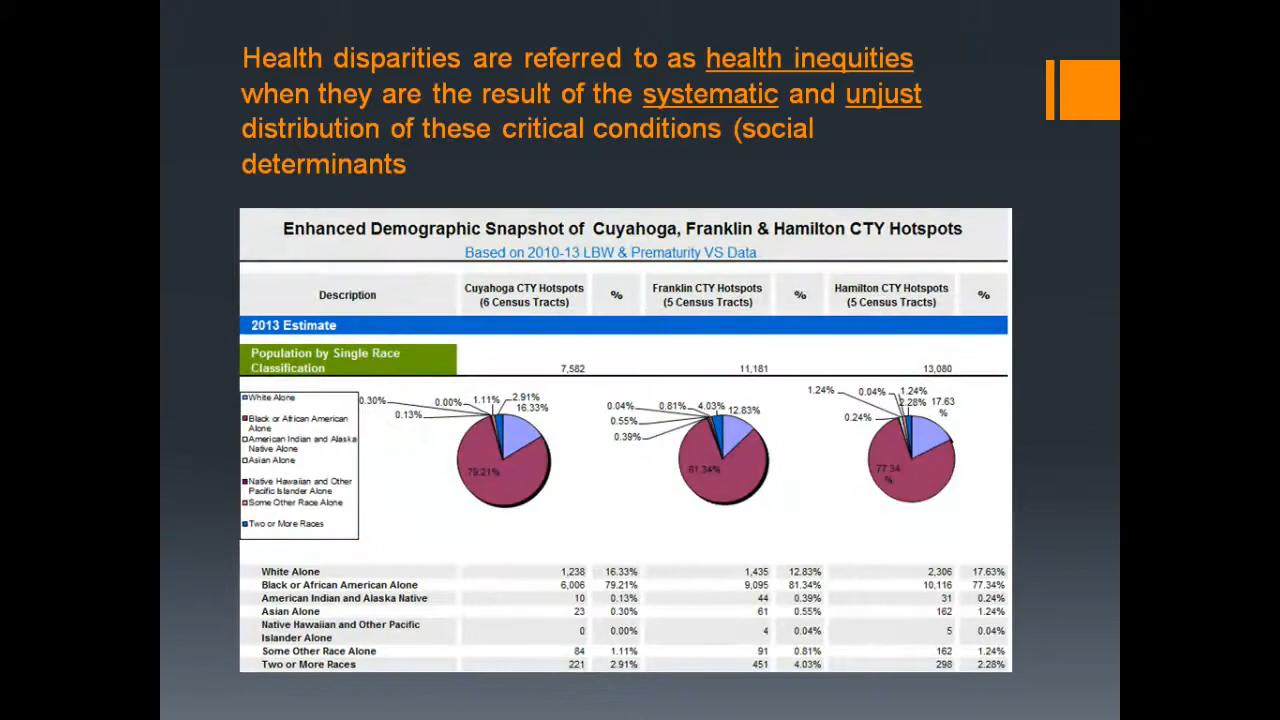 Health disparities are referred to as health inequities
when they are the result of the systematic and unjust
distribution of these critical conditions (social
determinants
Enhanced Demographic Snapshot of Cuyahoga, Franklin & Hamilton CTY Hotspots
Based on 2010-13 LBW & Prematurity VS Data
Description Cuyahoga CTY Hotspots (6 Census Tracts) % Franklin CTY Hotspots (5 Census Tracts) % Hamilton CTY Hotspots (5 Census Tracts) %
2013 Estimate
Population by Single Race
Classification 7,582 11,181 13,080
White Alone
Black or African American
Alone
American Indian and Alaska
Native Alone
Asian Alone
Native Hawaiian and Other
Pacific Islander Alone
Some Other Race Alone
Two or More Races
0.30% 0.00% 1.11% 2.91%
0.13% 16.33%
79.21%
0.04% 0.81% 4.03% 12.83%
0.55%
0.39%
81.34%
1.24% 0.04% 1.24%
2.28% 17.63
%
0.24%
77.34
%
White Alone 1,238 16.33% 1,435 12.83% 2,306 17.63%
Black or African American Alone 6,006 79.21% 9,095 81.34% 10,116 77.34%
American Indian and Alaska Native 10 0.13% 44 0.39% 31 0.24%
Asian Alone 23 0.30% 61 0.55% 162 1.24%
Native Hawaiian and Other Pacific
Islander Alone 0 0.00% 4 0.04% 5 0.04%
Some Other Race Alone 84 1.11% 91 0.81% 162 1.24%
Two or More Races 221 2.91% 451 4.03% 298 2.28%